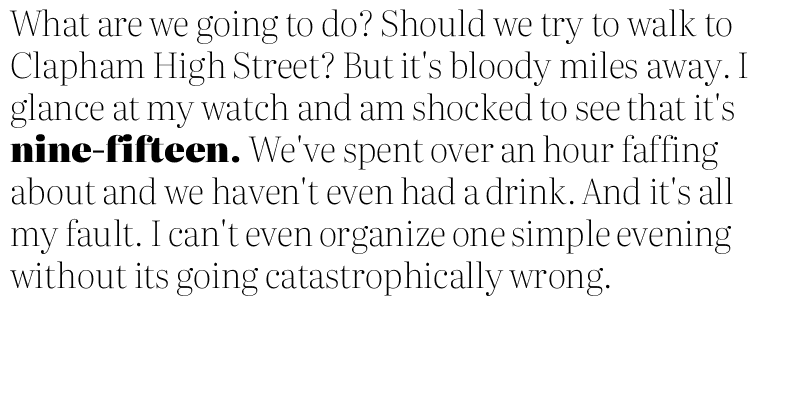 What are we going to do? Should we try to walk to
Clapham High Street? But it's bloody miles away. I
glance at my watch and am shocked to see that it's
nine-fifteen. We've spent over an hour faffing
about and we haven't even had a drink. And it's all
my fault. I can't even organize one simple evening
without its going catastrophically wrong.